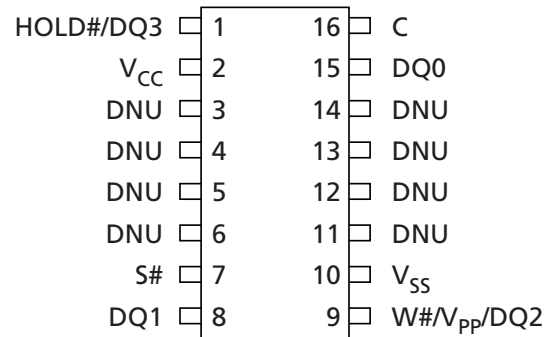 HOLD#/DQ3 1 16 C
VCC 2 15 DQ0
DNU 3 14 DNU
DNU 4 13 DNU
DNU 5 12 DNU
DNU 6 11 DNU
S# 7 10 VSS
DQ1 8 9 W#/VPP/DQ2